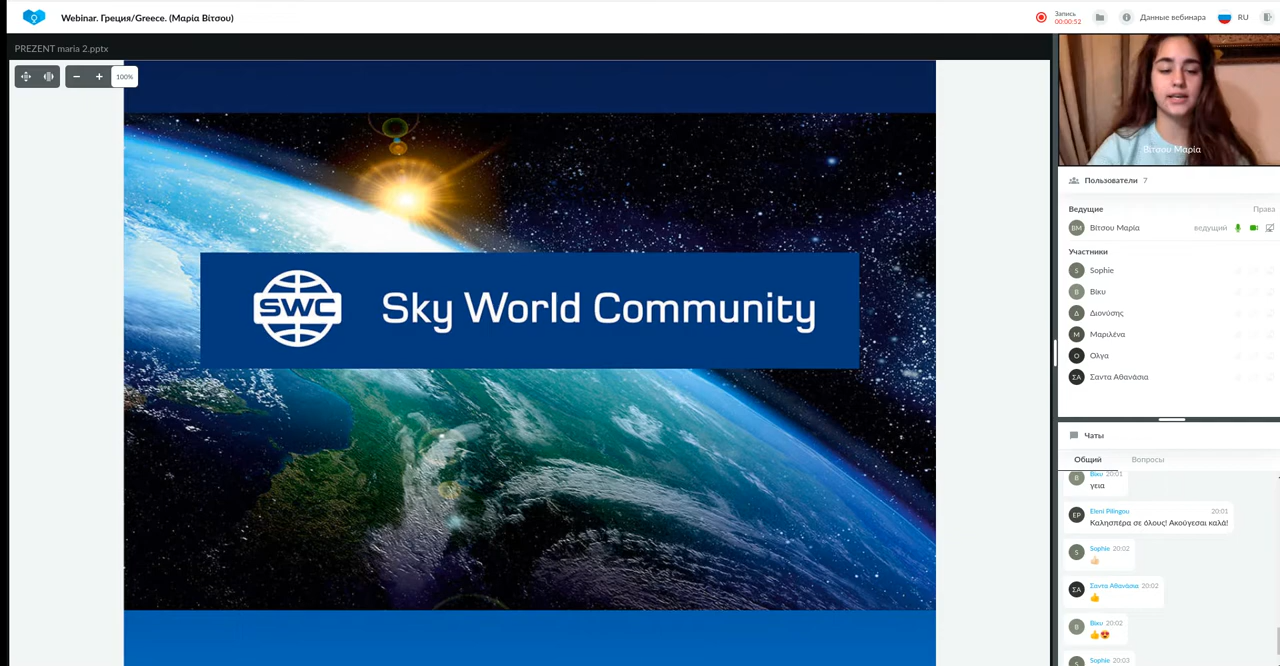 Webinar. Греция/Greece. (Μαρία Βίτσου)
Запись
00:00:52
Данные вебинара
RU
PREZENT maria 2.pptx
100%
SWC
Sky World Community
Βίτσου Μαρία
Пользователи 7
Ведущие Права
ΒΜ Βίτσου Μαρία ведущий
Участники
S Sophie
Β Βίκυ
Δ Διονύσης
Μ Μαριλένα
Ο Ολγα
ΣΑ Σαντα Αθανάσια
Чаты
Общий Вопросы
Β Βίκυ 20:01
γεια
EP Eleni Pilingou 20:01
Καλησπέρα σε όλους! Ακούγεσαι καλά!
S Sophie 20:02
👍🏻
ΣΑ Σαντα Αθανάσια 20:02
👍
Β Βίκυ 20:02
👍😍
S Sophie 20:03